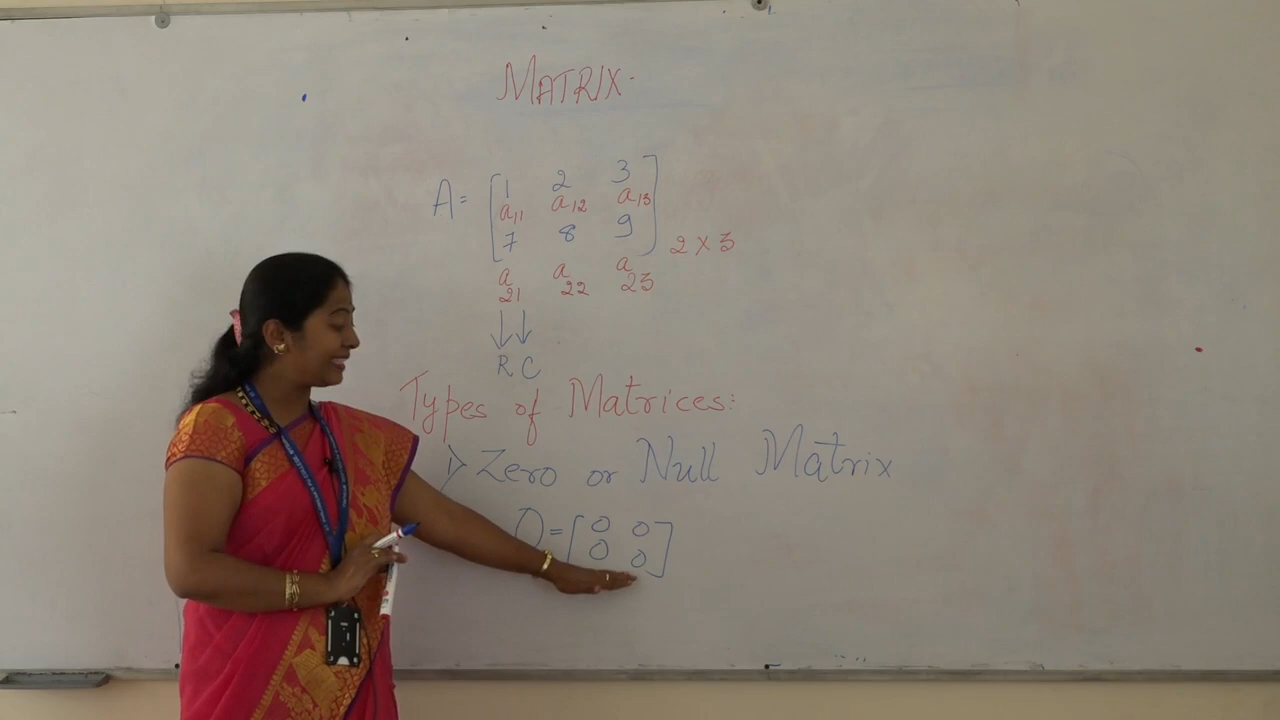 MATRIX.
A = [ 1 2 3 ]
a11 a12 a13
7 8 9
2 X 3
a21 a22 a23
R C
Types of Matrices:
1) Zero or Null Matrix
O = [ 0 0
0 0 ]